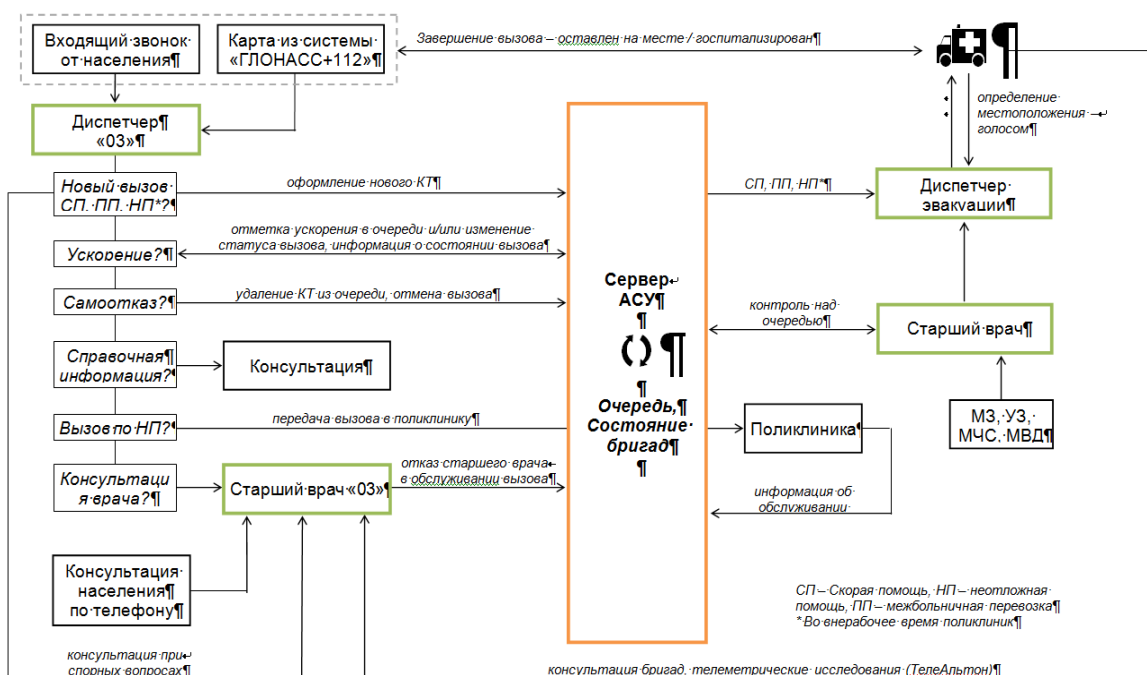 Входящий звонок
от населения¶
Карта из системы
«ГЛОНАСС+112»¶
Завершение вызова – оставлен на месте / госпитализирован¶
¶
определение
местоположения
голосом¶
Диспетчер¶
«03»¶
Новый вызов
СП. ПП. НП*?¶
оформление нового КТ¶
СП, ПП, НП*¶
Диспетчер
эвакуации¶
отметка ускорения в очереди и/или изменение
статуса вызова, информация о состоянии вызова¶
Ускорение?¶
Самоотказ?¶
удаление КТ из очереди, отмена вызова¶
Сервер
АСУ¶
¶
¶
¶
Очередь,¶
Состояние
бригад¶
¶
контроль над
очередью¶
Старший врач¶
Справочная¶
информация?¶
Консультация¶
МЗ, УЗ,
МЧС, МВД¶
Вызов по НП?¶
передача вызова в поликлинику¶
Поликлиника¶
Консультаци
я врача?¶
Старший врач «03»¶
отказ старшего врача
в обслуживании вызова¶
информация об
обслуживании
Консультация
населения¶
по телефону¶
СП – Скорая помощь, НП – неотложная
помощь, ПП – межбольничная перевозка¶
* Во внерабочее время поликлиник¶
консультация при
спорных вопросах¶
консультация бригад, телеметрические исследования (ТелеАльтон)¶